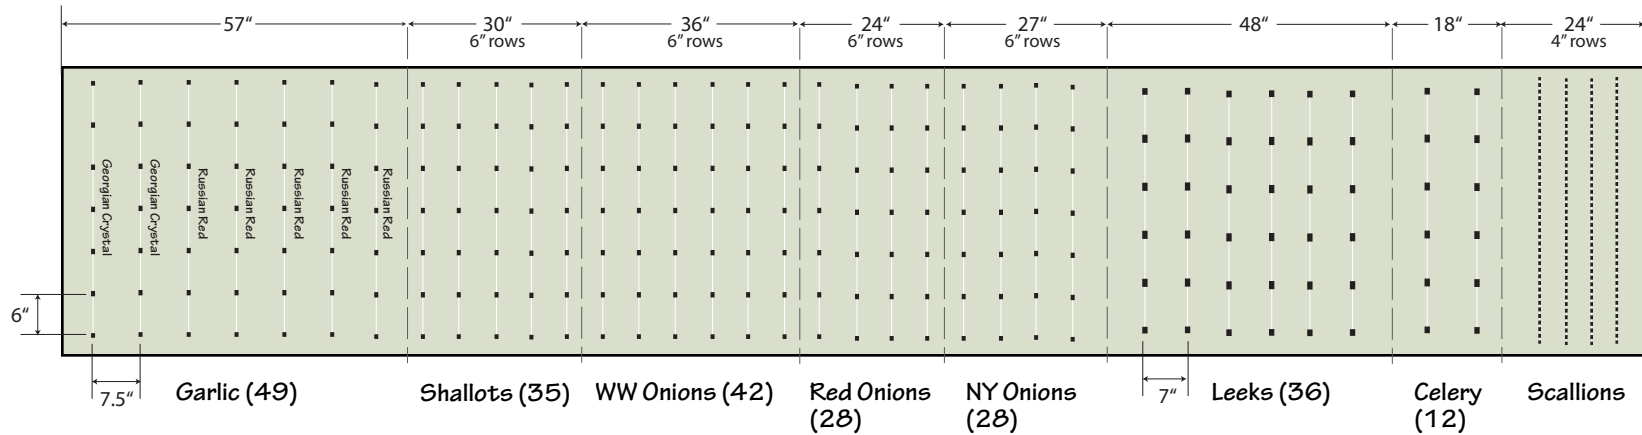 57“
30“
6” rows
36“
6” rows
24“
6” rows
27“
6” rows
48“
18“
24“
4” rows
Georgian Crystal
Georgian Crystal
Russian Red
Russian Red
Russian Red
Russian Red
Russian Red
6“
7.5“
7“
Garlic (49)
Shallots (35)
WW Onions (42)
Red Onions
(28)
NY Onions
(28)
Leeks (36)
Celery
(12)
Scallions